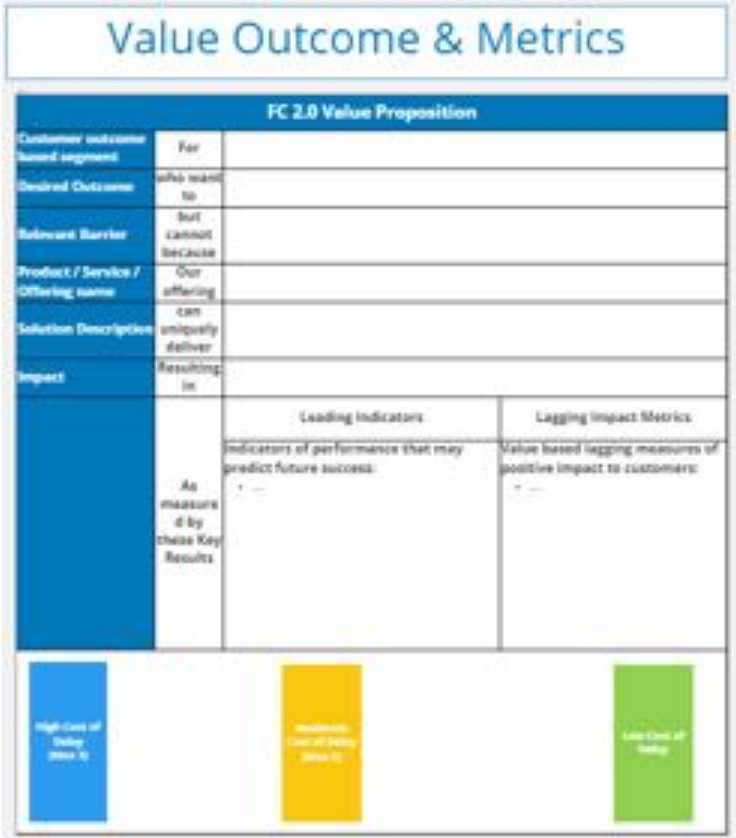 Value Outcome & Metrics
FC 2.0 Value Proposition
Customer outcome
based segment
For
Desired Outcome
who want
to
Relevant Barrier
but
cannot
because
Product / Service /
Offering name
Our
offering
Solution Description
can
uniquely
deliver
Impact
Resulting
in
As
measure
d by
these Key
Results
Leading Indicators
Lagging Impact Metrics
Indicators of performance that may
predict future success:
• ...
Value based lagging measures of
positive impact to customers:
• ...
High Cost of
Delay
Cost of Delay
Low Cost of
Delay